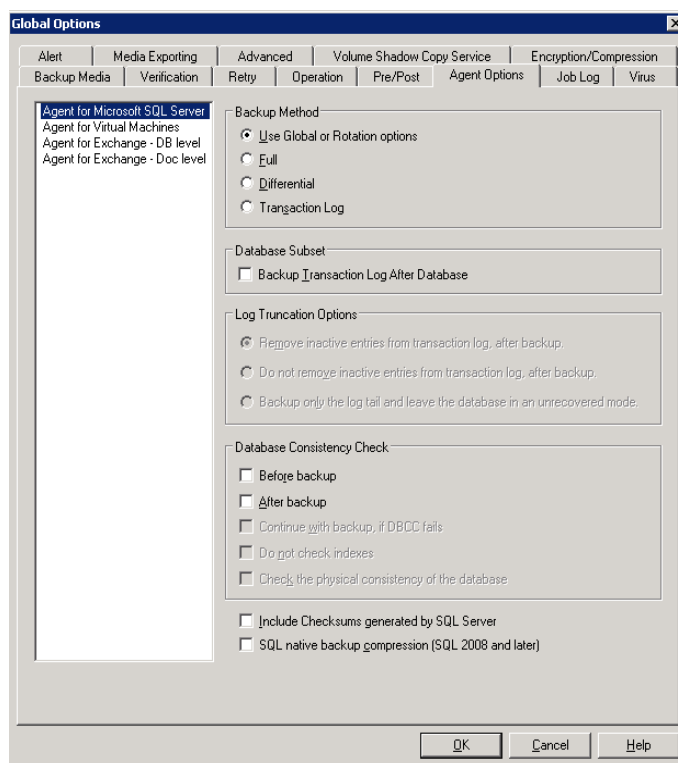 Global Options
Alert
Media Exporting
Advanced
Volume Shadow Copy Service
Encryption/Compression
Backup Media
Verification
Retry
Operation
Pre/Post
Agent Options
Job Log
Virus
Agent for Microsoft SQL Server
Agent for Virtual Machines
Agent for Exchange - DB level
Agent for Exchange - Doc level
Backup Method
Use Global or Rotation options
Full
Differential
Transaction Log
Database Subset
Backup Transaction Log After Database
Log Truncation Options
Remove inactive entries from transaction log, after backup.
Do not remove inactive entries from transaction log, after backup.
Backup only the log tail and leave the database in an unrecovered mode.
Database Consistency Check
Before backup
After backup
Continue with backup, if DBCC fails
Do not check indexes
Check the physical consistency of the database
Include Checksums generated by SQL Server
SQL native backup compression (SQL 2008 and later)
OK
Cancel
Help